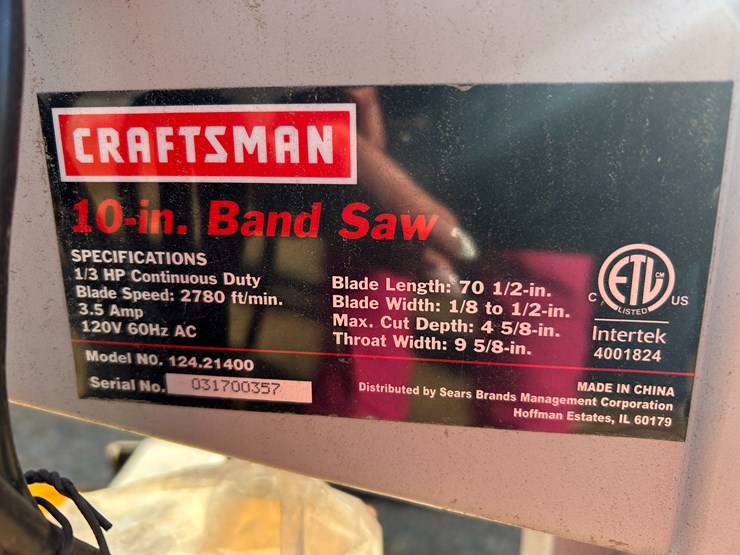 CRAFTSMAN
10-in. Band Saw
SPECIFICATIONS
1/3 HP Continuous Duty
Blade Speed: 2780 ft/min.
3.5 Amp
120V 60Hz AC
Blade Length: 70 1/2-in.
Blade Width: 1/8 to 1/2-in.
Max. Cut Depth: 4 5/8-in.
Throat Width: 9 5/8-in.
ETL CM
LISTED
C US
Intertek
4001824
Model NO. 124.21400
Serial No. 031700357
MADE IN CHINA
Distributed by Sears Brands Management Corporation
Hoffman Estates, IL 60179